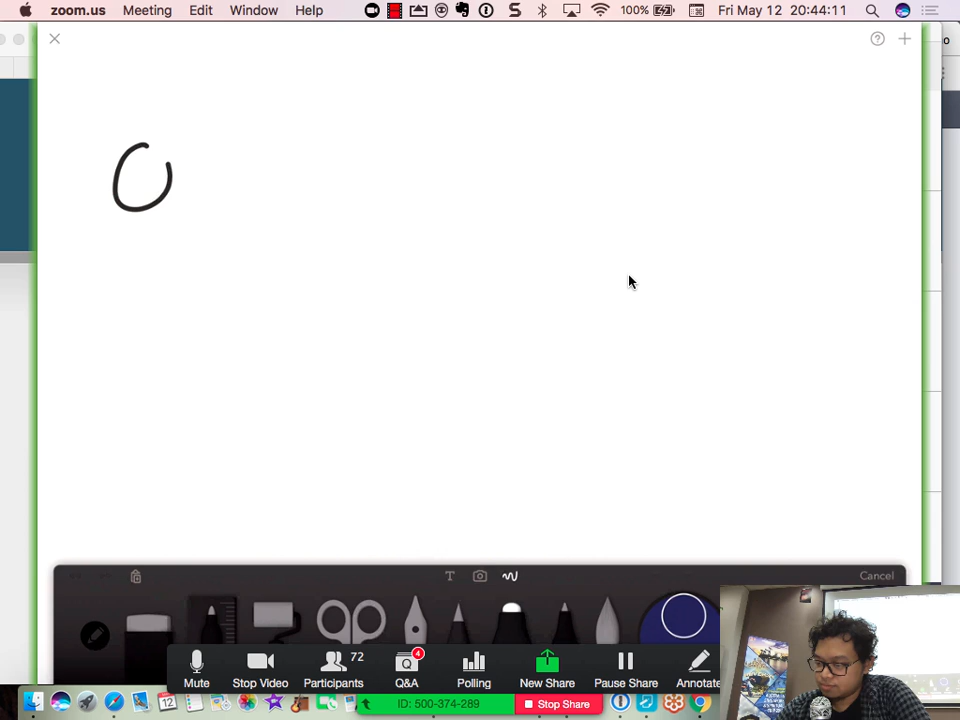 zoom.us Meeting Edit Window Help 100% Fri May 12 20:44:11
O
T Cancel
72
4
Mute Stop Video Participants Q&A Polling New Share Pause Share Annotate
12
ID: 500-374-289 Stop Share